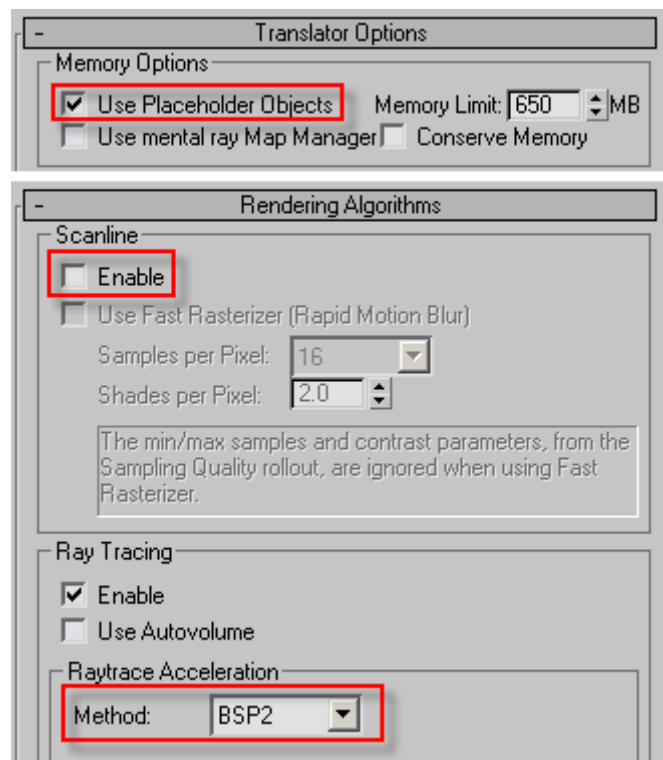 - Translator Options
Memory Options
Use Placeholder Objects Memory Limit: 650 MB
Use mental ray Map Manager Conserve Memory
- Rendering Algorithms
Scanline
Enable
Use Fast Rasterizer (Rapid Motion Blur)
Samples per Pixel: 16
Shades per Pixel: 2.0
The min/max samples and contrast parameters, from the
Sampling Quality rollout, are ignored when using Fast
Rasterizer.
Ray Tracing
Enable
Use Autovolume
Raytrace Acceleration
Method: BSP2